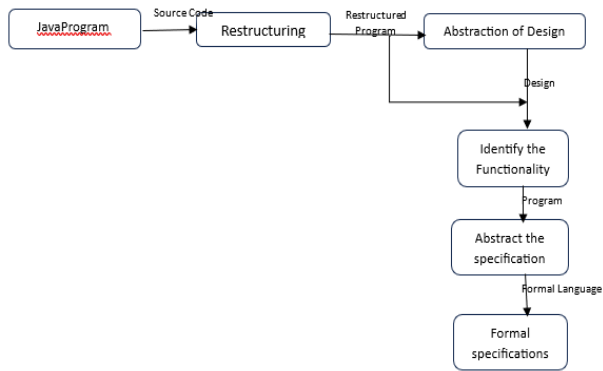 JavaProgram
Source Code
Restructuring
Restructured
Program
Abstraction of Design
Design
Identify the
Functionality
Program
Abstract the
specification
Formal Language
Formal
specifications